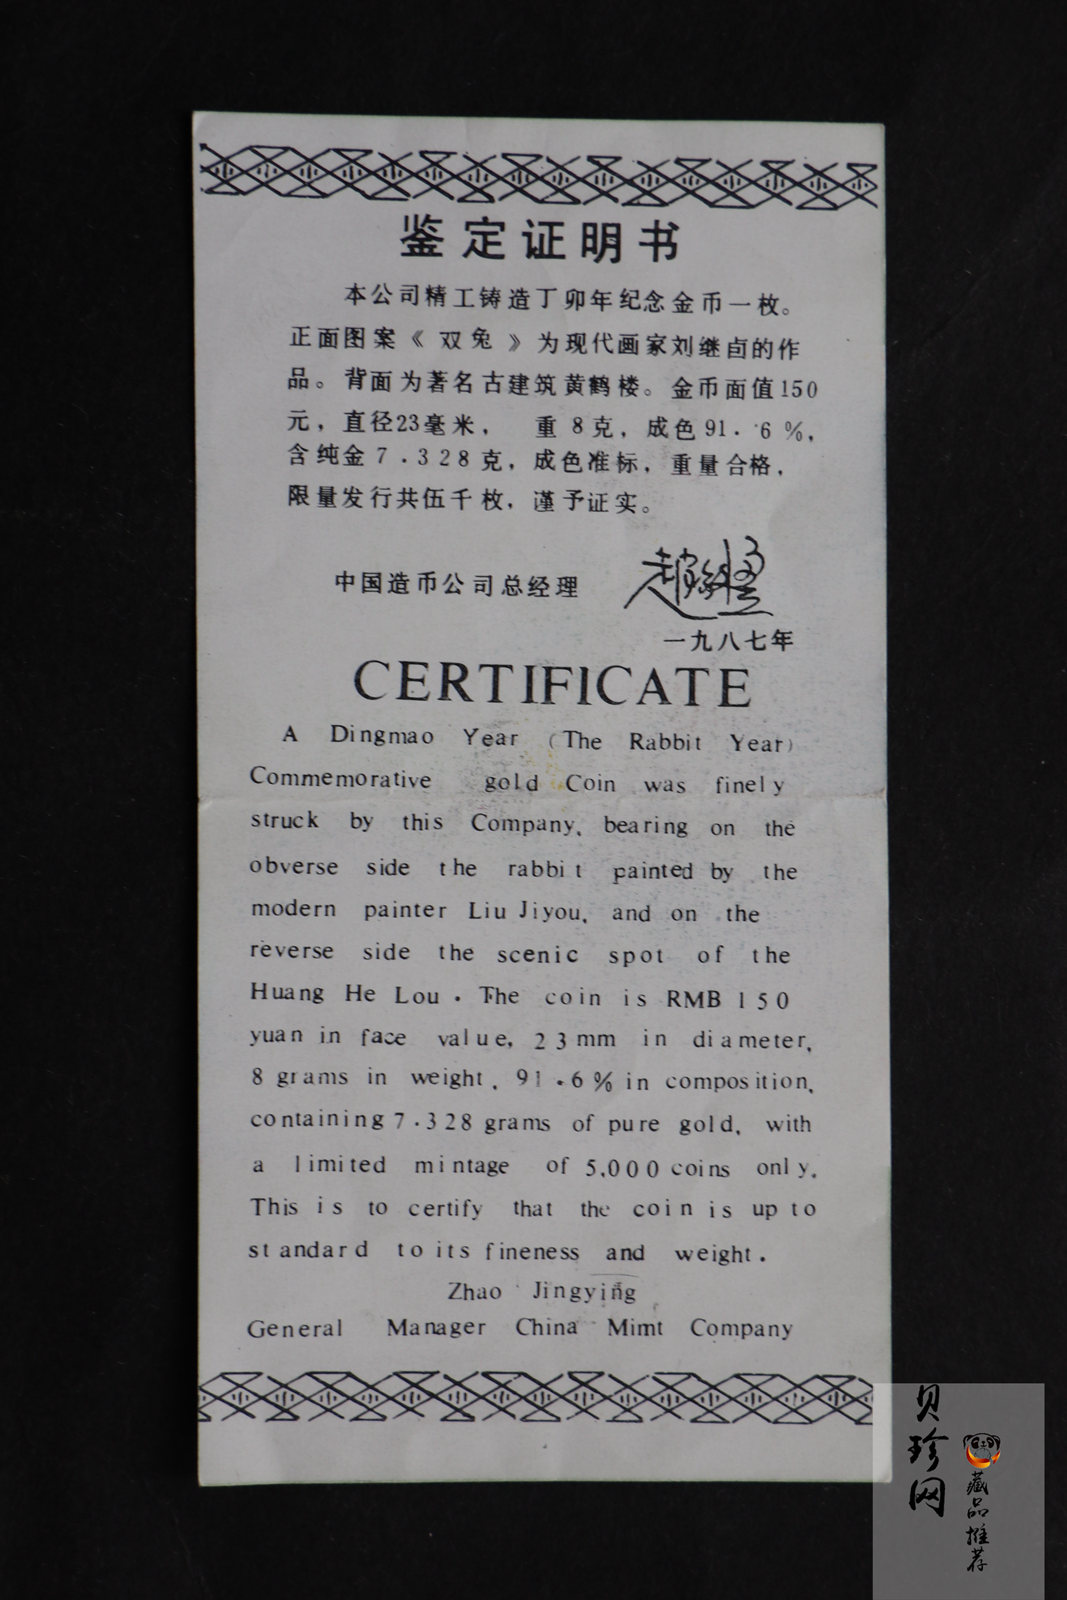 鉴定证明书
本公司精工铸造丁卯年纪念金币一枚。
正面图案《双兔》为现代画家刘继卣的作
品。背面为著名古建筑黄鹤楼。金币面值150
元，直径23毫米， 重8克，成色91.6%，
含纯金7.328克，成色准标，重量合格，
限量发行共伍千枚，谨予证实。
中国造币公司总经理
一九八七年
CERTIFICATE
A Dingmao Year (The Rabbit Year)
Commemorative gold Coin was finely
struck by this Company, bearing on the
obverse side the rabbit painted by the
modern painter Liu Jiyou, and on the
reverse side the scenic spot of the
Huang He Lou. The coin is RMB 150
yuan in face value, 23mm in diameter,
8 grams in weight, 91.6% in composition,
containing 7.328 grams of pure gold, with
a limited mintage of 5,000 coins only.
This is to certify that the coin is up to
standard to its fineness and weight.
Zhao Jingying
General Manager China Mimt Company
贝珍网
藏品推荐